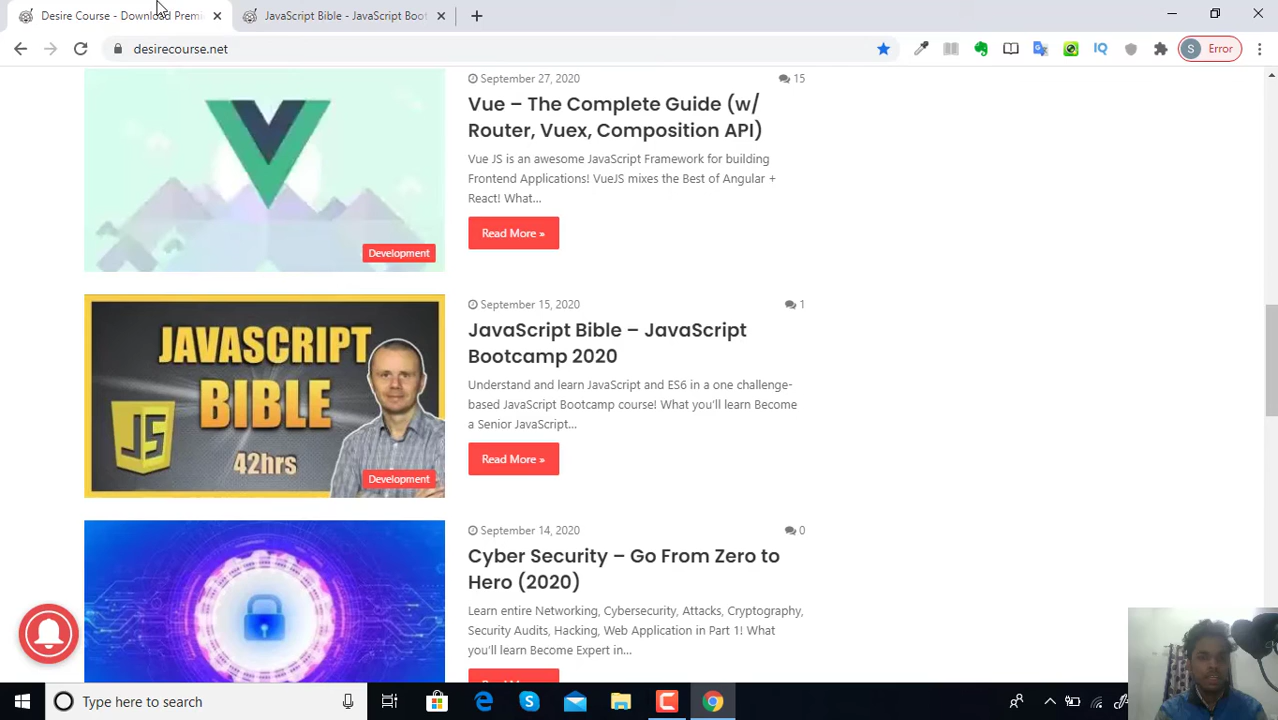 Desire Course - Download Premi
JavaScript Bible - JavaScript Boot
desirecourse.net
IQ
S
Error
September 27, 2020
15
Vue – The Complete Guide (w/
Router, Vuex, Composition API)
Vue JS is an awesome JavaScript Framework for building
Frontend Applications! VueJS mixes the Best of Angular +
React! What...
Read More »
Development
September 15, 2020
1
JavaScript Bible – JavaScript
Bootcamp 2020
Understand and learn JavaScript and ES6 in a one challenge-
based JavaScript Bootcamp course! What you'll learn Become
a Senior JavaScript...
Read More »
JAVASCRIPT
BIBLE
JS
42hrs
Development
September 14, 2020
0
Cyber Security – Go From Zero to
Hero (2020)
Learn entire Networking, Cybersecurity, Attacks, Cryptography,
Security Audits, Hacking, Web Application in Part 1! What
you'll learn Become Expert in...
Type here to search